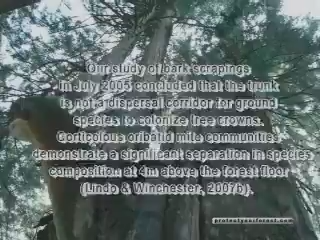 Our study of bark scrapings
in July 2005 concluded that the trunk
is not a dispersal corridor for ground
species to colonize tree crowns.
Corticolous oribatid mite communities
demonstrate a significant separation in species
composition at 4m above the forest floor
(Lindo & Winchester, 2007b).
protectyourforest.com